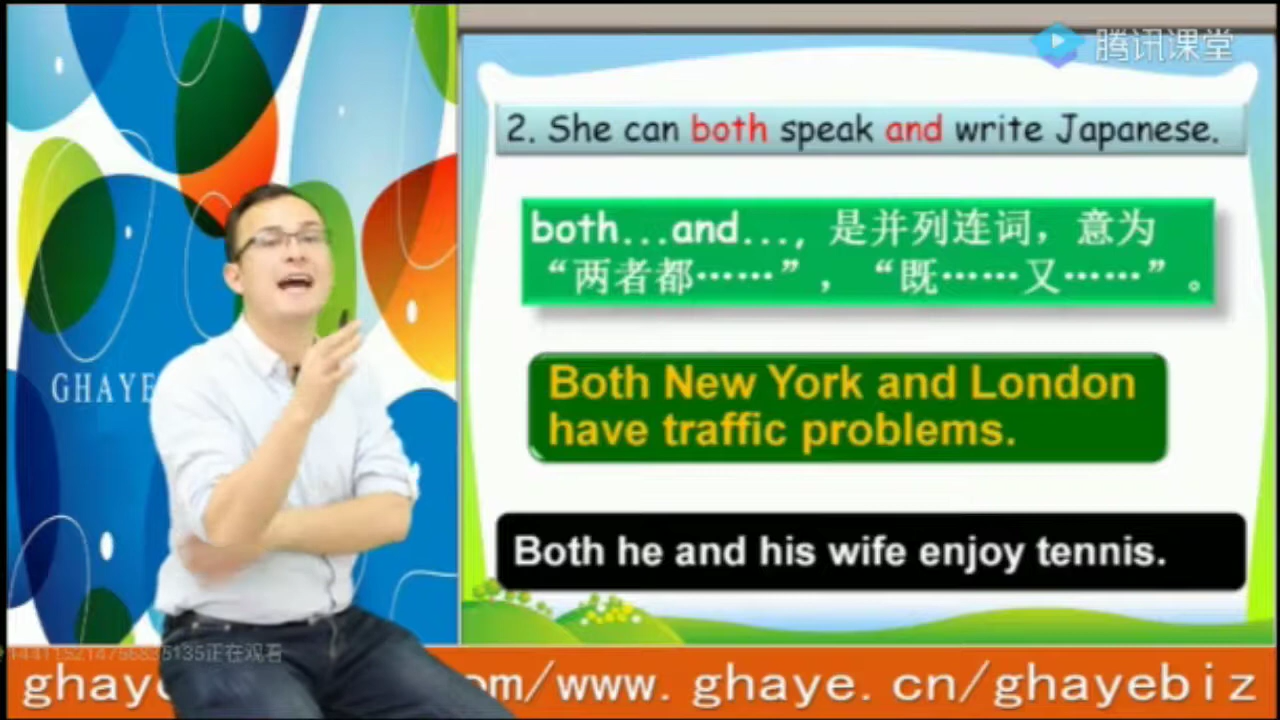 腾讯课堂
2. She can both speak and write Japanese.
both...and..., 是并列连词，意为
“两者都……”，“既……又……”。
Both New York and London
have traffic problems.
Both he and his wife enjoy tennis.
GHAYE
正在观看
om/www.ghaye.cn/ghayebiz